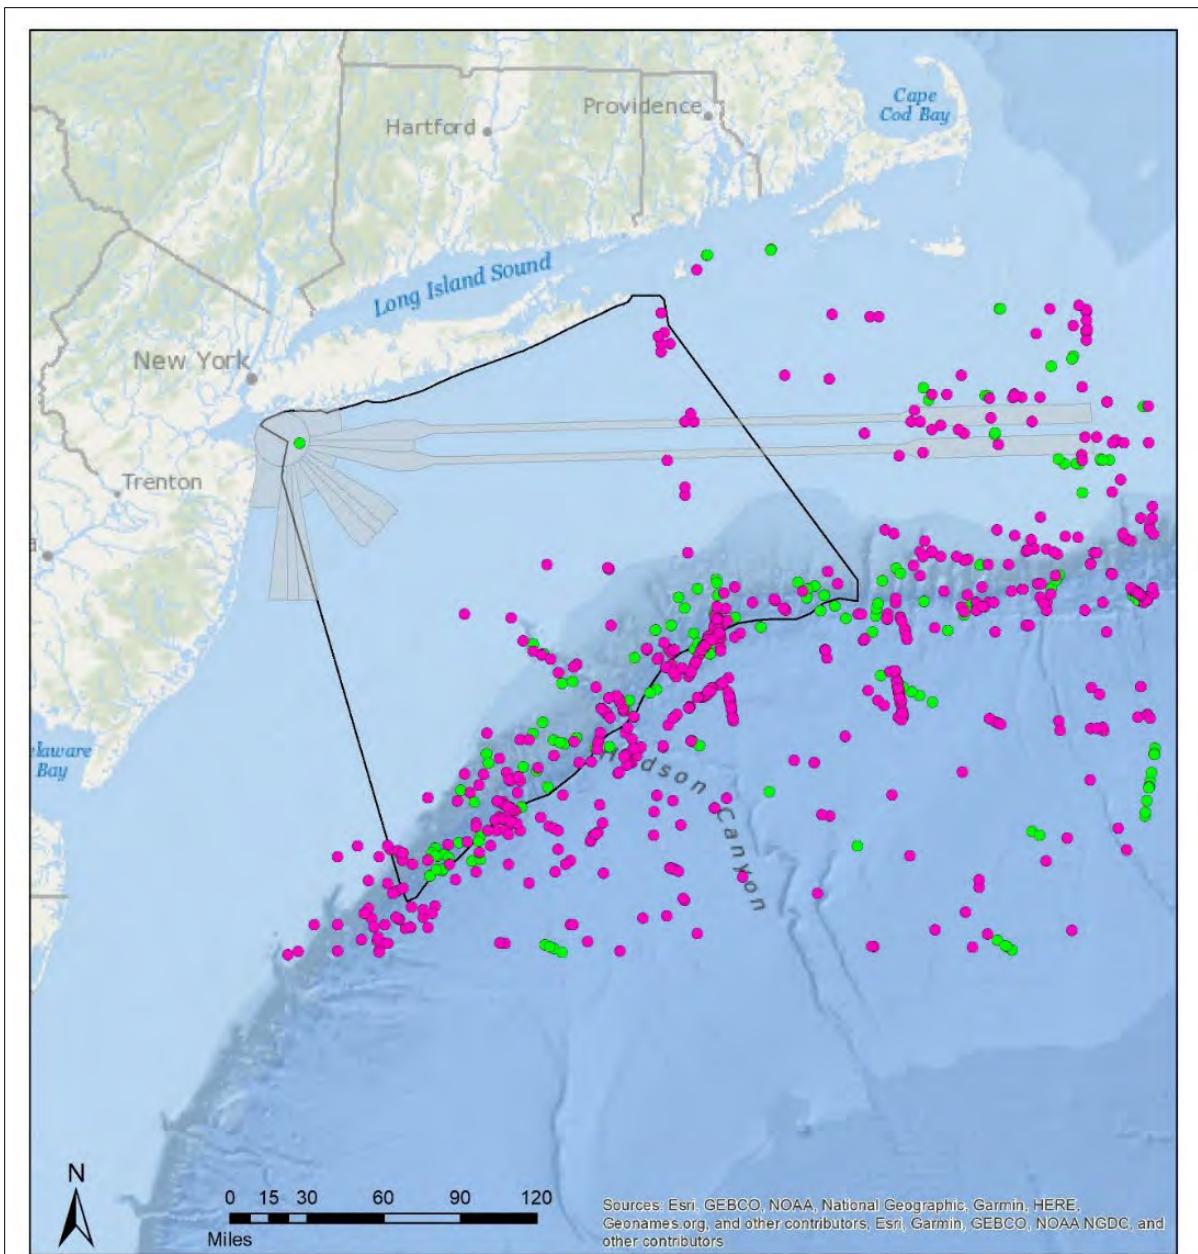 Cape
Cod Bay
Providence
Hartford
Long Island Sound
New York
Trenton
a
elaware
Bay
Hudson Canyon
N
0 15 30 60 90 120
Miles
Sources: Esri, GEBCO, NOAA, National Geographic, Garmin, HERE,
Geonames.org, and other contributors, Esri, Garmin, GEBCO, NOAA NGDC, and
other contributors